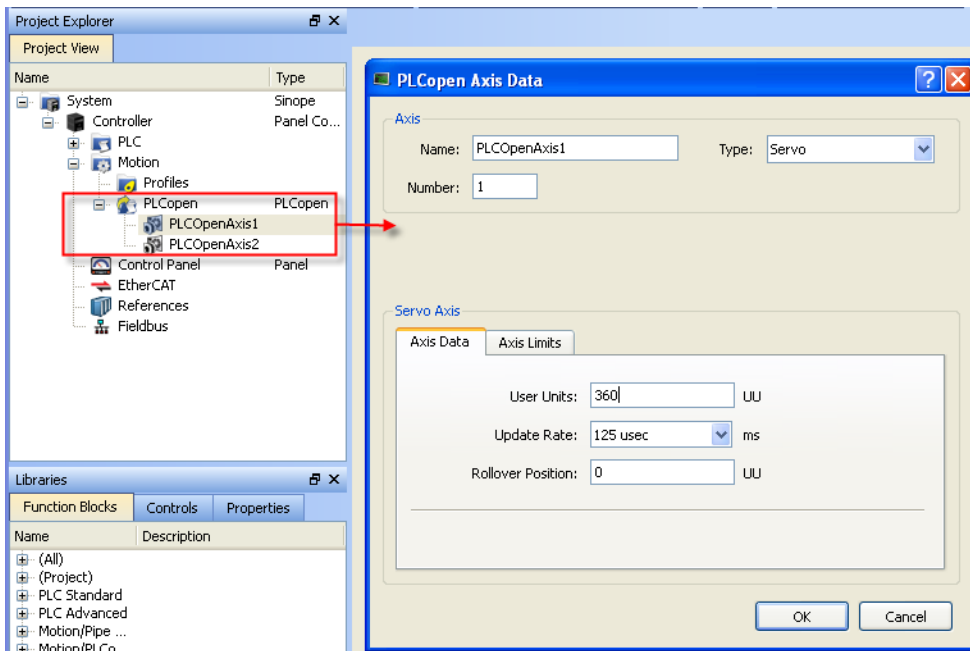 Project Explorer
Project View
Name Type
System Sinope
Controller Panel Co...
PLC
Motion
Profiles
PLCopen PLCopen
PLCOpenAxis1
PLCOpenAxis2
Control Panel Panel
EtherCAT
References
Fieldbus
Libraries
Function Blocks Controls Properties
Name Description
(All)
(Project)
PLC Standard
PLC Advanced
Motion/Pipe ...
Motion/PLCo...
PLCopen Axis Data
Axis
Name: PLCOpenAxis1 Type: Servo
Number: 1
Servo Axis
Axis Data Axis Limits
User Units: 360 UU
Update Rate: 125 usec ms
Rollover Position: 0 UU
OK Cancel